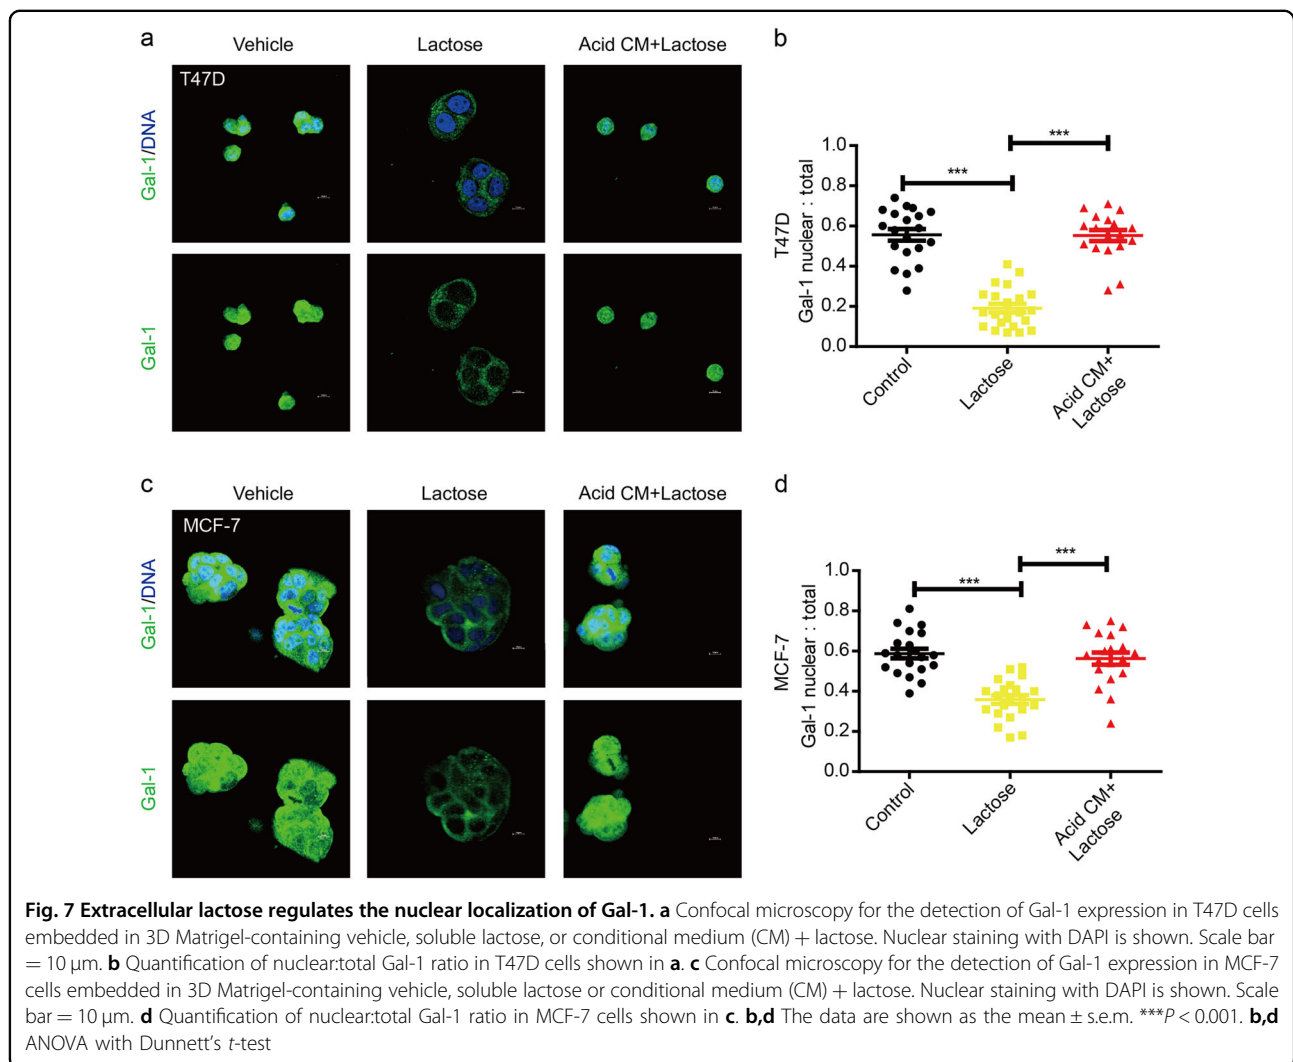 a
Vehicle
Lactose
Acid CM+Lactose
T47D
Gal-1/DNA
Gal-1
b
T47D
Gal-1 nuclear : total
1.0
0.8
0.6
0.4
0.2
0.0
***
***
Control
Lactose
Acid CM+
Lactose
c
Vehicle
Lactose
Acid CM+Lactose
MCF-7
Gal-1/DNA
Gal-1
d
MCF-7
Gal-1 nuclear : total
1.0
0.8
0.6
0.4
0.2
0.0
***
***
Control
Lactose
Acid CM+
Lactose
Fig. 7 Extracellular lactose regulates the nuclear localization of Gal-1. a Confocal microscopy for the detection of Gal-1 expression in T47D cells
embedded in 3D Matrigel-containing vehicle, soluble lactose, or conditional medium (CM) + lactose. Nuclear staining with DAPI is shown. Scale bar
= 10 µm. b Quantification of nuclear:total Gal-1 ratio in T47D cells shown in a. c Confocal microscopy for the detection of Gal-1 expression in MCF-7
cells embedded in 3D Matrigel-containing vehicle, soluble lactose or conditional medium (CM) + lactose. Nuclear staining with DAPI is shown. Scale
bar = 10 µm. d Quantification of nuclear:total Gal-1 ratio in MCF-7 cells shown in c. b,d The data are shown as the mean ± s.e.m. ***P < 0.001. b,d
ANOVA with Dunnett's t-test